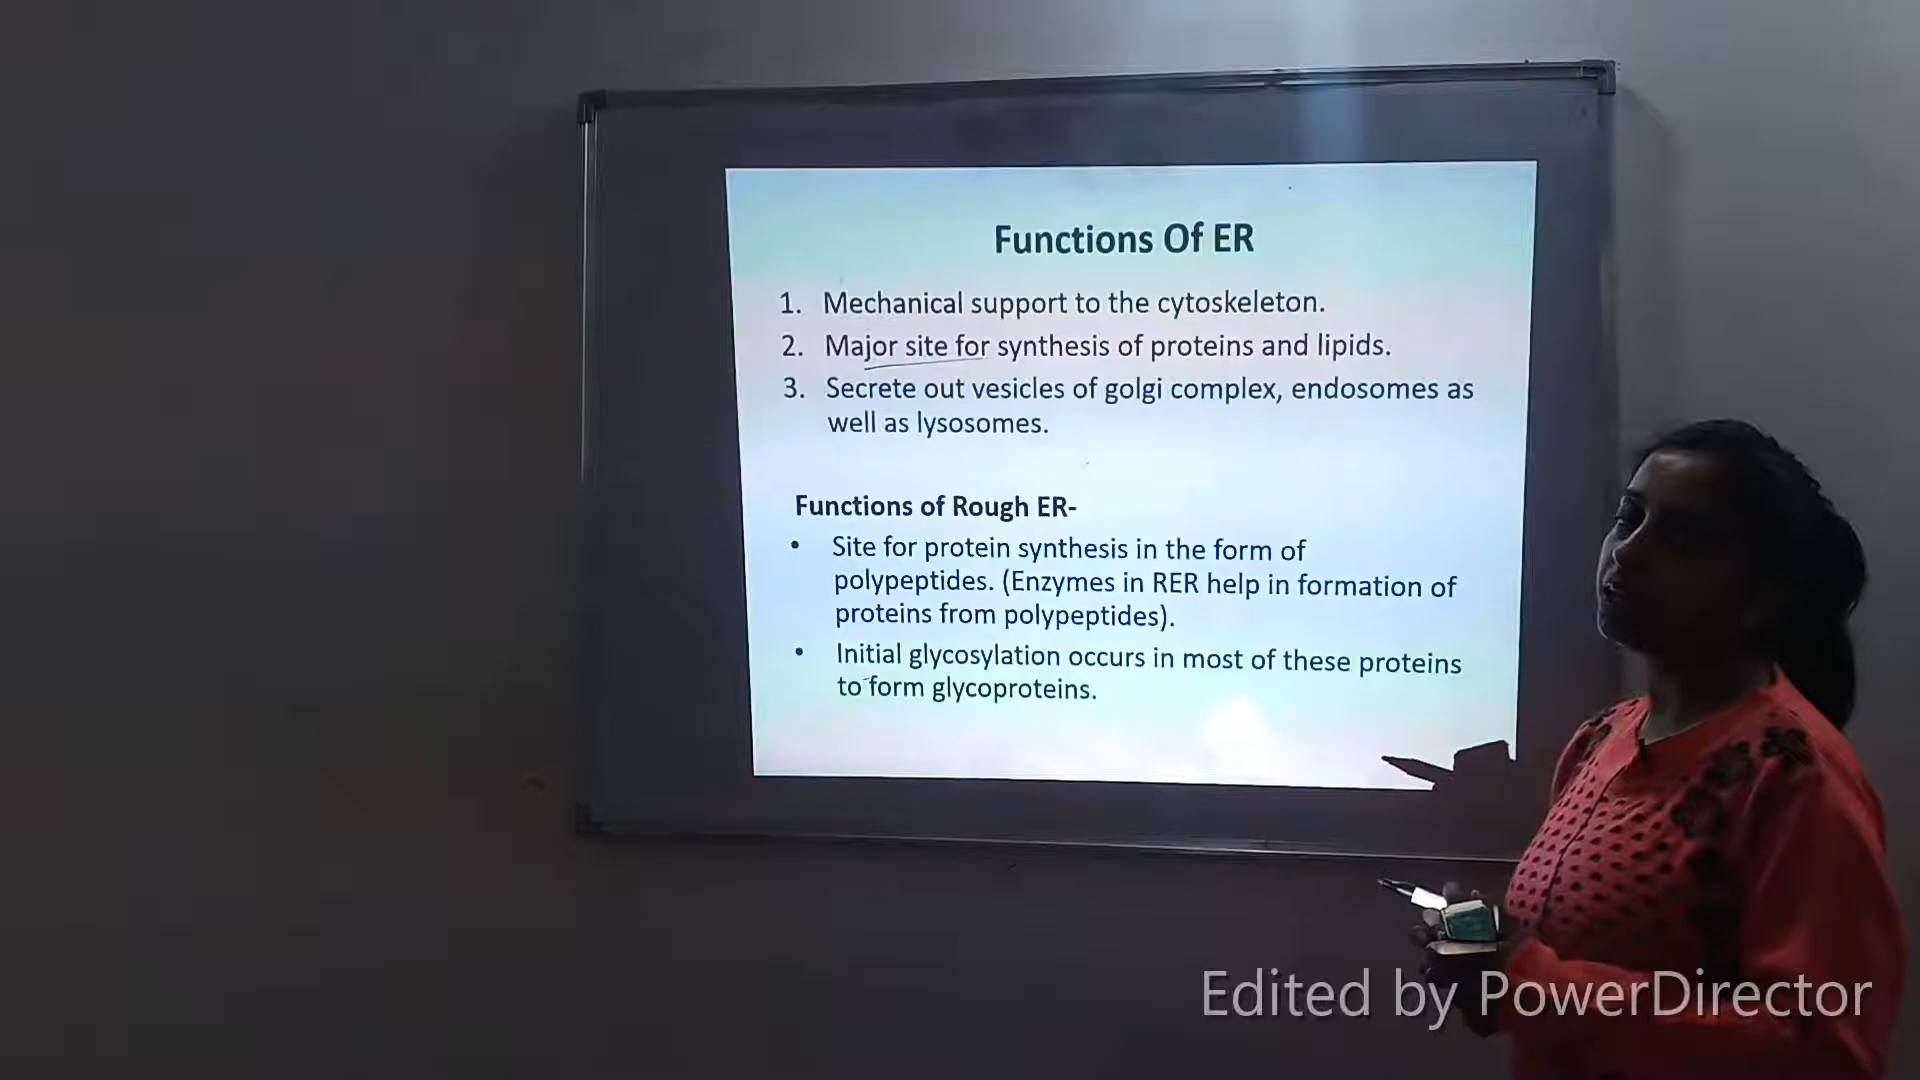 Functions Of ER
1. Mechanical support to the cytoskeleton.
2. Major site for synthesis of proteins and lipids.
3. Secrete out vesicles of golgi complex, endosomes as
well as lysosomes.
Functions of Rough ER-
• Site for protein synthesis in the form of
polypeptides. (Enzymes in RER help in formation of
proteins from polypeptides).
• Initial glycosylation occurs in most of these proteins
to form glycoproteins.
Edited by PowerDirector